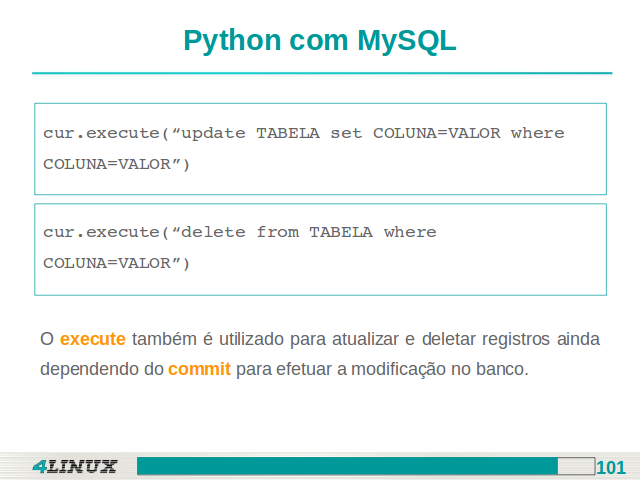 Python com MySQL
cur.execute(“update TABELA set COLUNA=VALOR where
COLUNA=VALOR”)
cur.execute(“delete from TABELA where
COLUNA=VALOR”)
O execute também é utilizado para atualizar e deletar registros ainda
dependendo do commit para efetuar a modificação no banco.
4LINUX
101